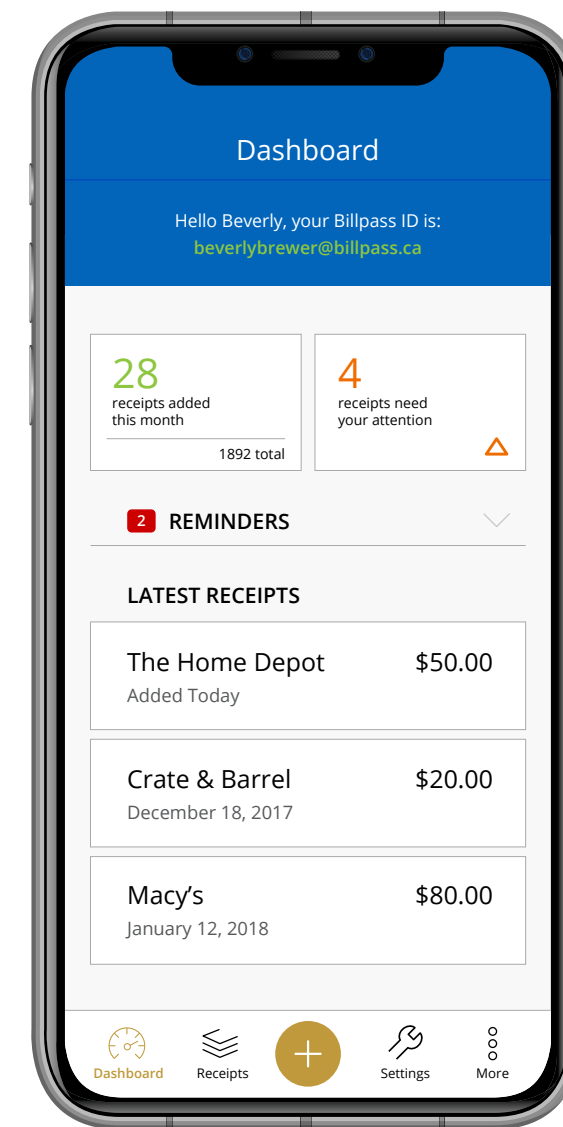 Dashboard
Hello Beverly, your Billpass ID is:
beverlybrewer@billpass.ca
28
receipts added
this month
1892 total
4
receipts need
your attention
2 REMINDERS
LATEST RECEIPTS
The Home Depot $50.00
Added Today
Crate & Barrel $20.00
December 18, 2017
Macy’s $80.00
January 12, 2018
Dashboard Receipts Settings More